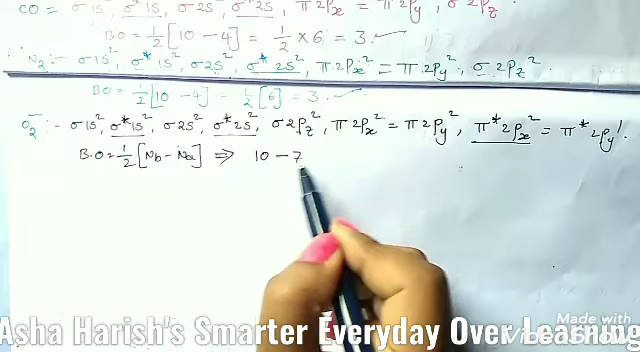 CO = σ1s², σ*1s², σ2s², σ*2s², π2Px² = π2Py², σ2Pz²
BO = 1/2 [10 – 4] = 1/2 × 6 = 3.
N2 :- σ1s², σ*1s², σ2s², σ*2s², π2Px² = π2Py², σ2Pz²
BO = 1/2 [10 – 4] = 1/2 [6] = 3.
O2⁻ :- σ1s², σ*1s², σ2s², σ*2s², σ2Pz², π2Px² = π2Py², π*2Px² = π*2Py¹.
B.O = 1/2 [Nb – Na] ⇒ 10 – 7
Made with
Asha Harish's Smarter Everyday Over Learning
VideoShow